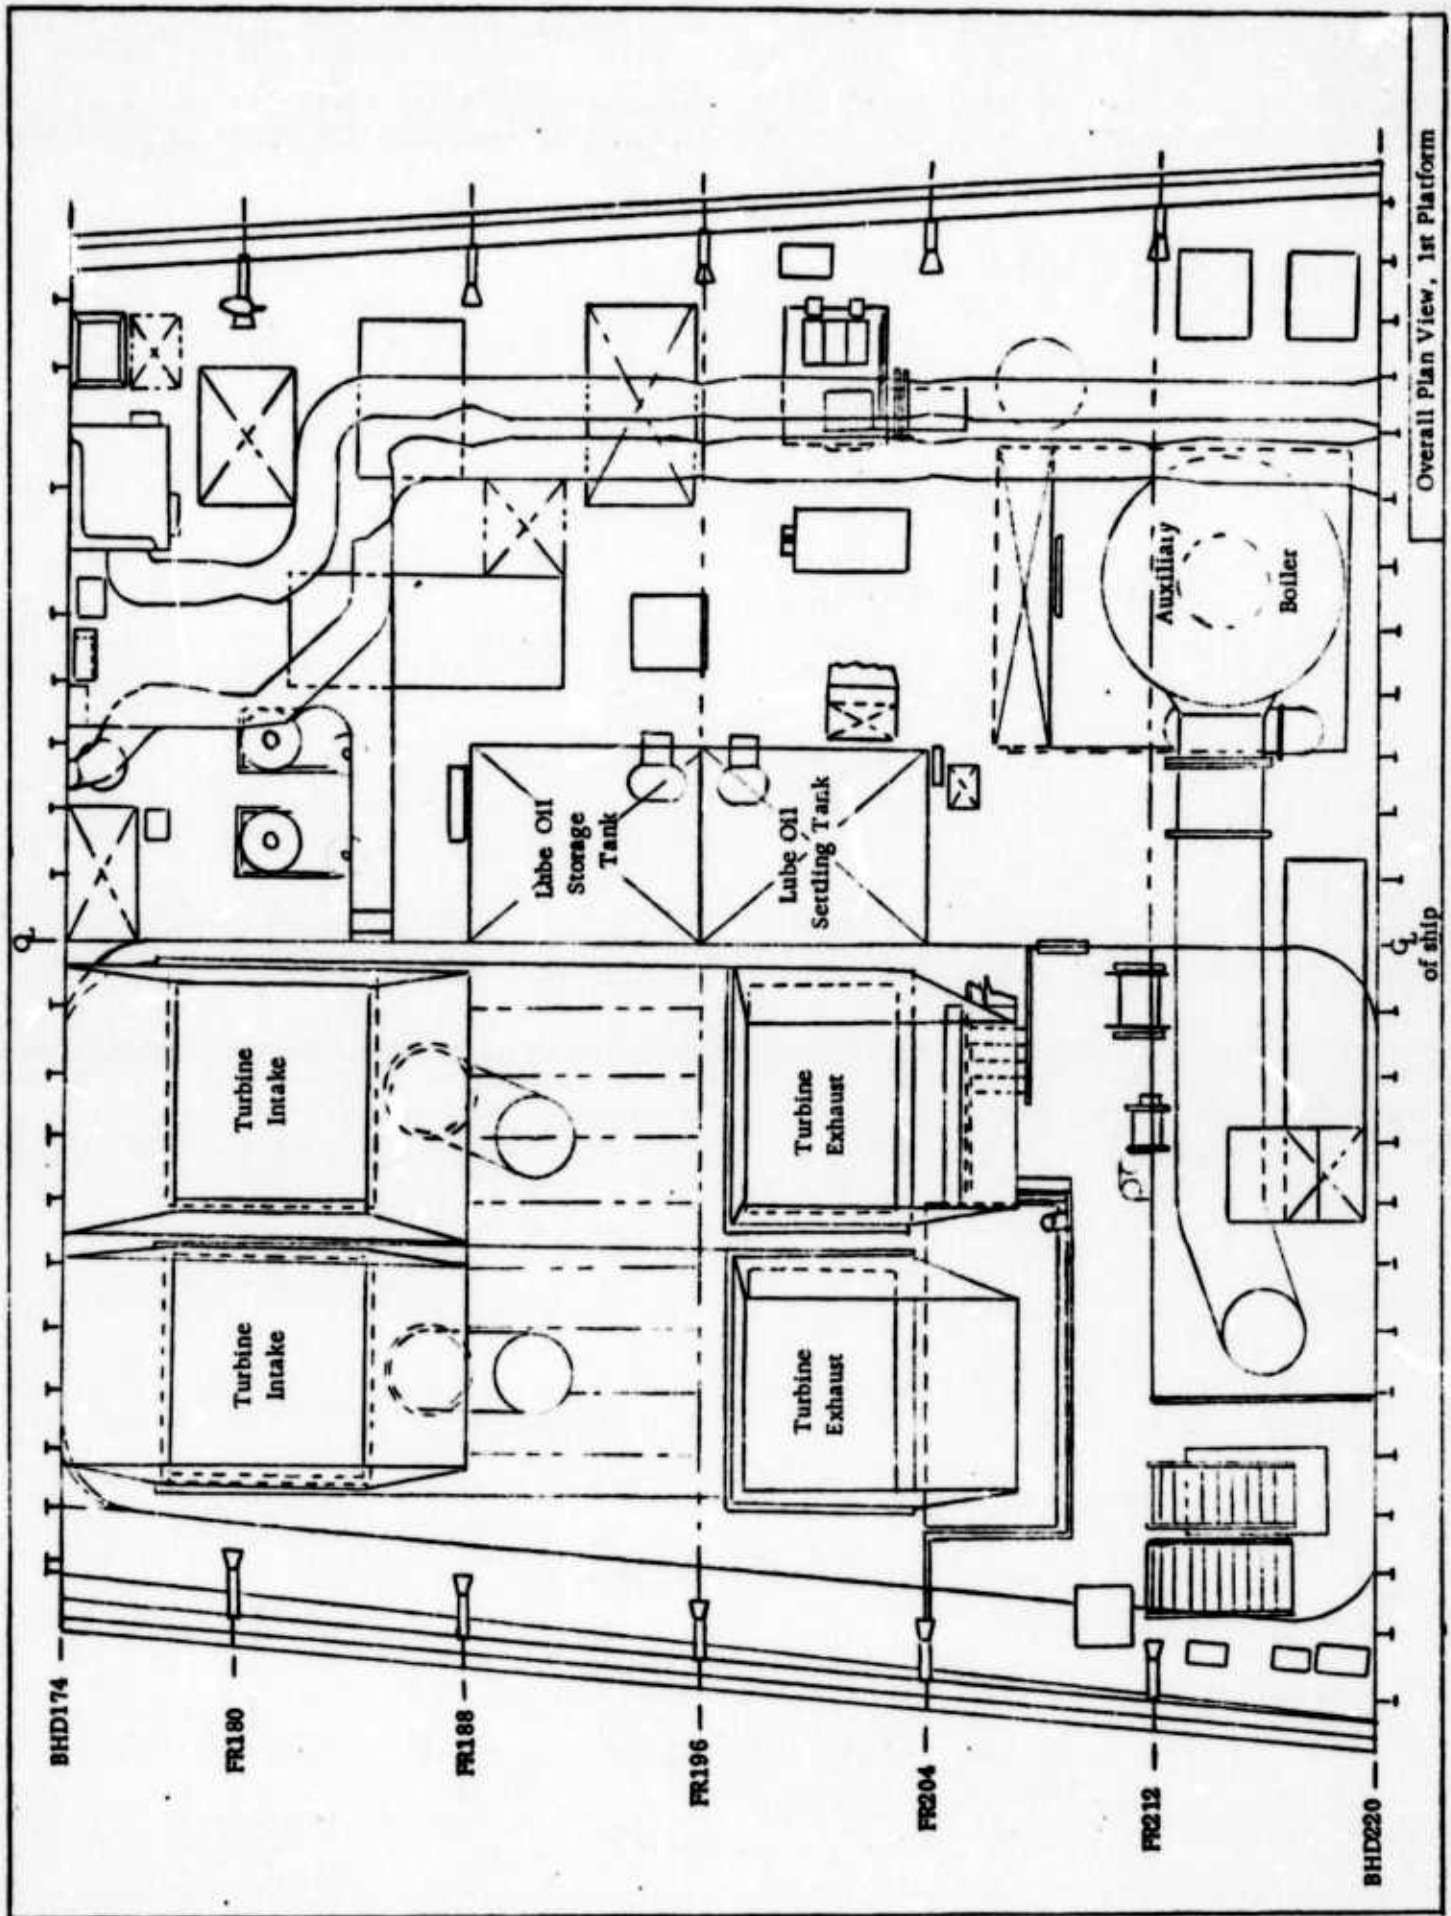 BHD174
FR180
FR188
FR196
FR204
FR212
BHD220
Turbine
Intake
Turbine
Intake
Turbine
Exhaust
Turbine
Exhaust
℄
Lube Oil
Storage
Tank
Lube Oil
Settling Tank
Auxiliary
Boiler
℄
of ship
Overall Plan View, 1st Platform